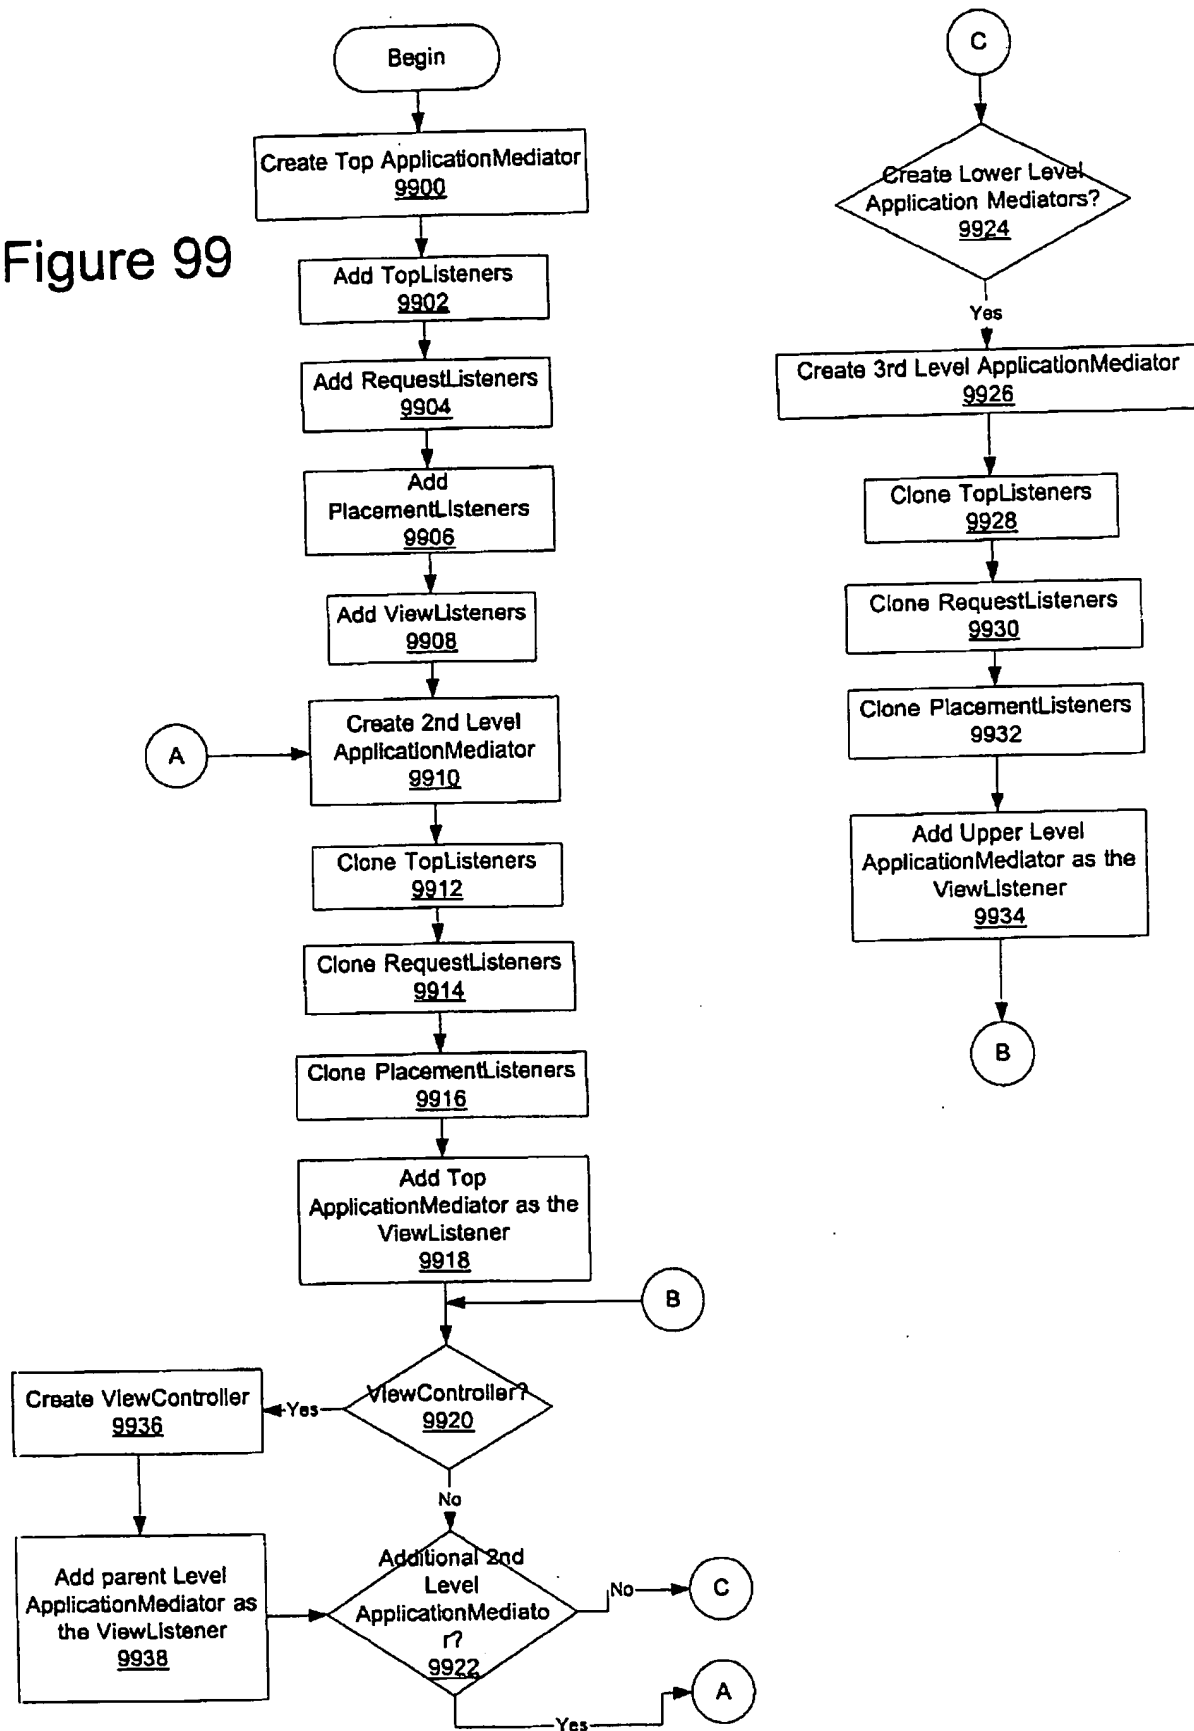 Figure 99
Begin
Create Top ApplicationMediator
9900
Add TopListeners
9902
Add RequestListeners
9904
Add
PlacementListeners
9906
Add ViewListeners
9908
A
Create 2nd Level
ApplicationMediator
9910
Clone TopListeners
9912
Clone RequestListeners
9914
Clone PlacementListeners
9916
Add Top
ApplicationMediator as the
ViewListener
9918
B
ViewController?
9920
Yes
Create ViewController
9936
No
Add parent Level
ApplicationMediator as
the ViewListener
9938
Additional 2nd
Level
ApplicationMediato
r?
9922
No
C
Yes
A
C
Create Lower Level
Application Mediators?
9924
Yes
Create 3rd Level ApplicationMediator
9926
Clone TopListeners
9928
Clone RequestListeners
9930
Clone PlacementListeners
9932
Add Upper Level
ApplicationMediator as the
ViewListener
9934
B